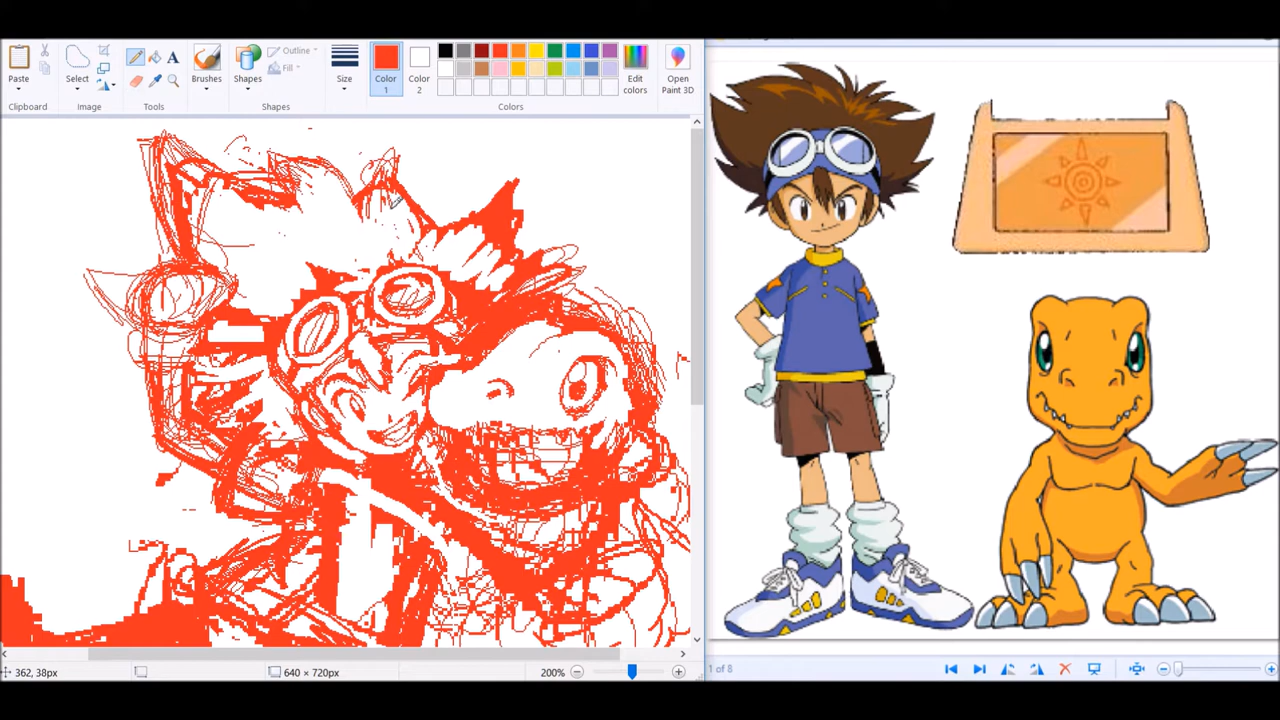 Paste
Select
Brushes
Shapes
Outline
Fill
Size
Color
1
Color
2
Edit
colors
Open
Paint 3D
Clipboard
Image
Tools
Shapes
Colors
A
362, 38px
640 × 720px
200%
1 of 8